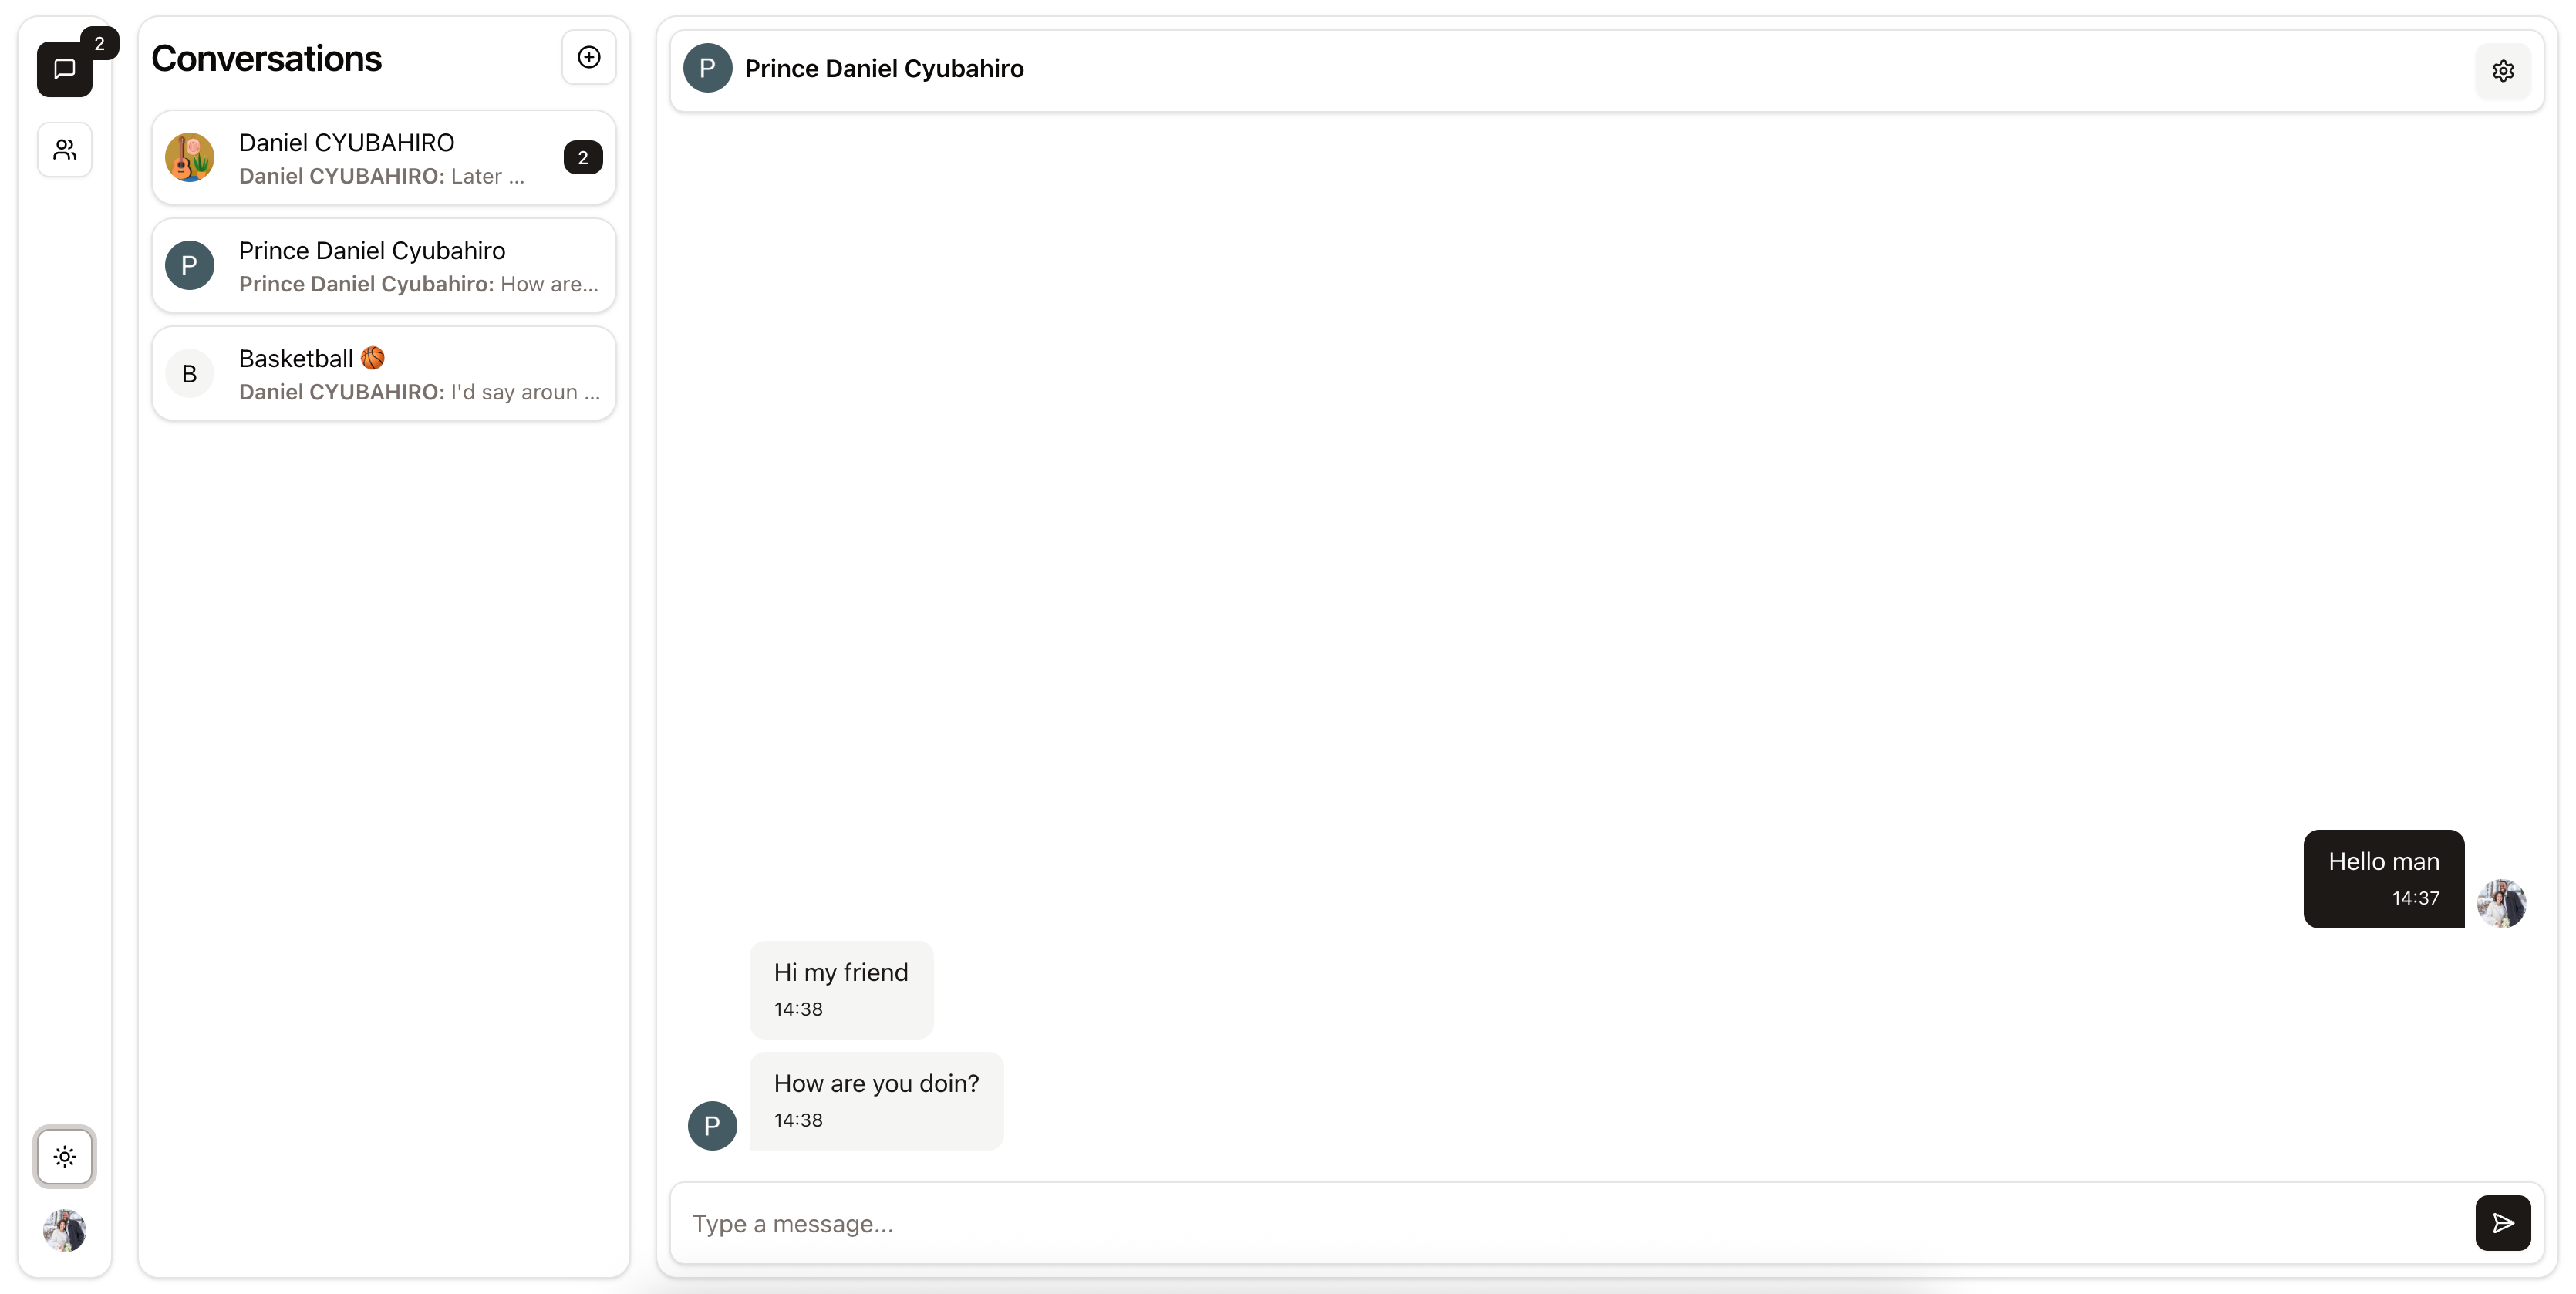 2
Conversations
Daniel CYUBAHIRO
Daniel CYUBAHIRO: Later ...
2
P
Prince Daniel Cyubahiro
Prince Daniel Cyubahiro: How are...
B
Basketball 🏀
Daniel CYUBAHIRO: I'd say aroun ...
P
Prince Daniel Cyubahiro
Hello man
14:37
Hi my friend
14:38
How are you doin?
14:38
P
Type a message...